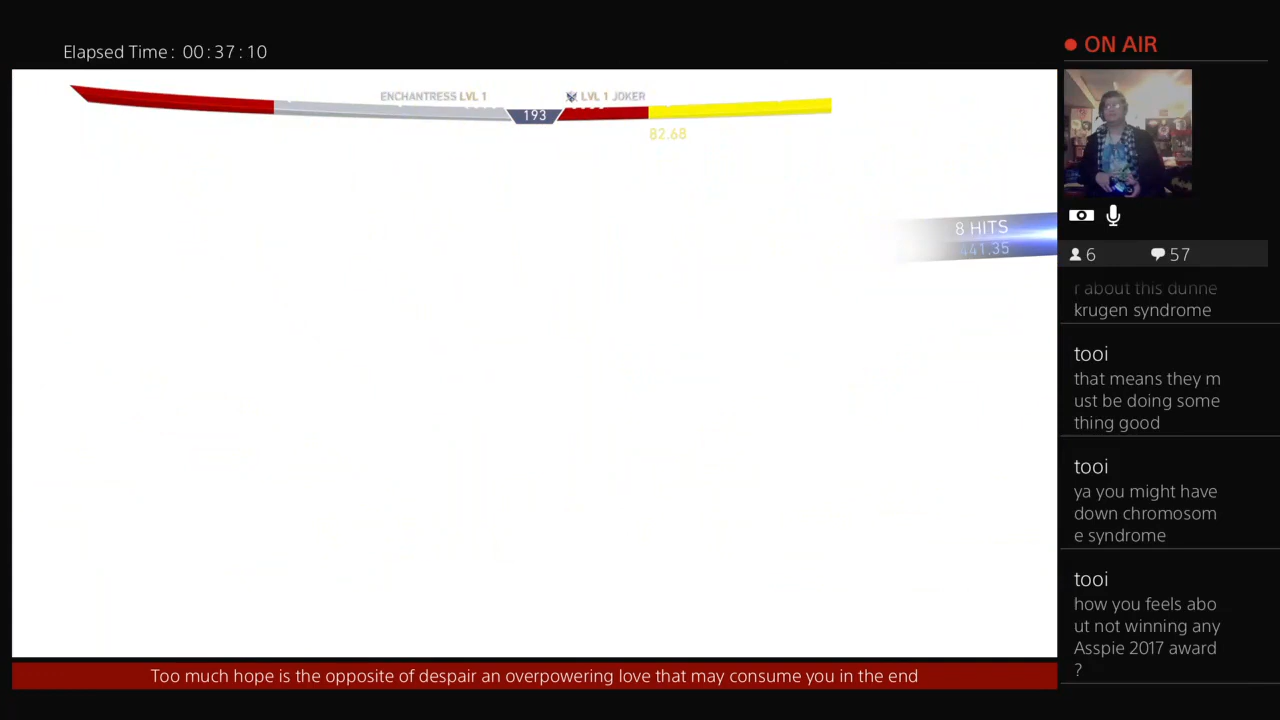 Elapsed Time: 00:37:10
ON AIR
ENCHANTRESS LVL 1
LVL 1 JOKER
193
82.68
8 HITS
441.35
6
57
r about this dunne
krugen syndrome
tooi
that means they m
ust be doing some
thing good
tooi
ya you might have
down chromosom
e syndrome
tooi
how you feels abo
ut not winning any
Asspie 2017 award
?
Too much hope is the opposite of despair an overpowering love that may consume you in the end